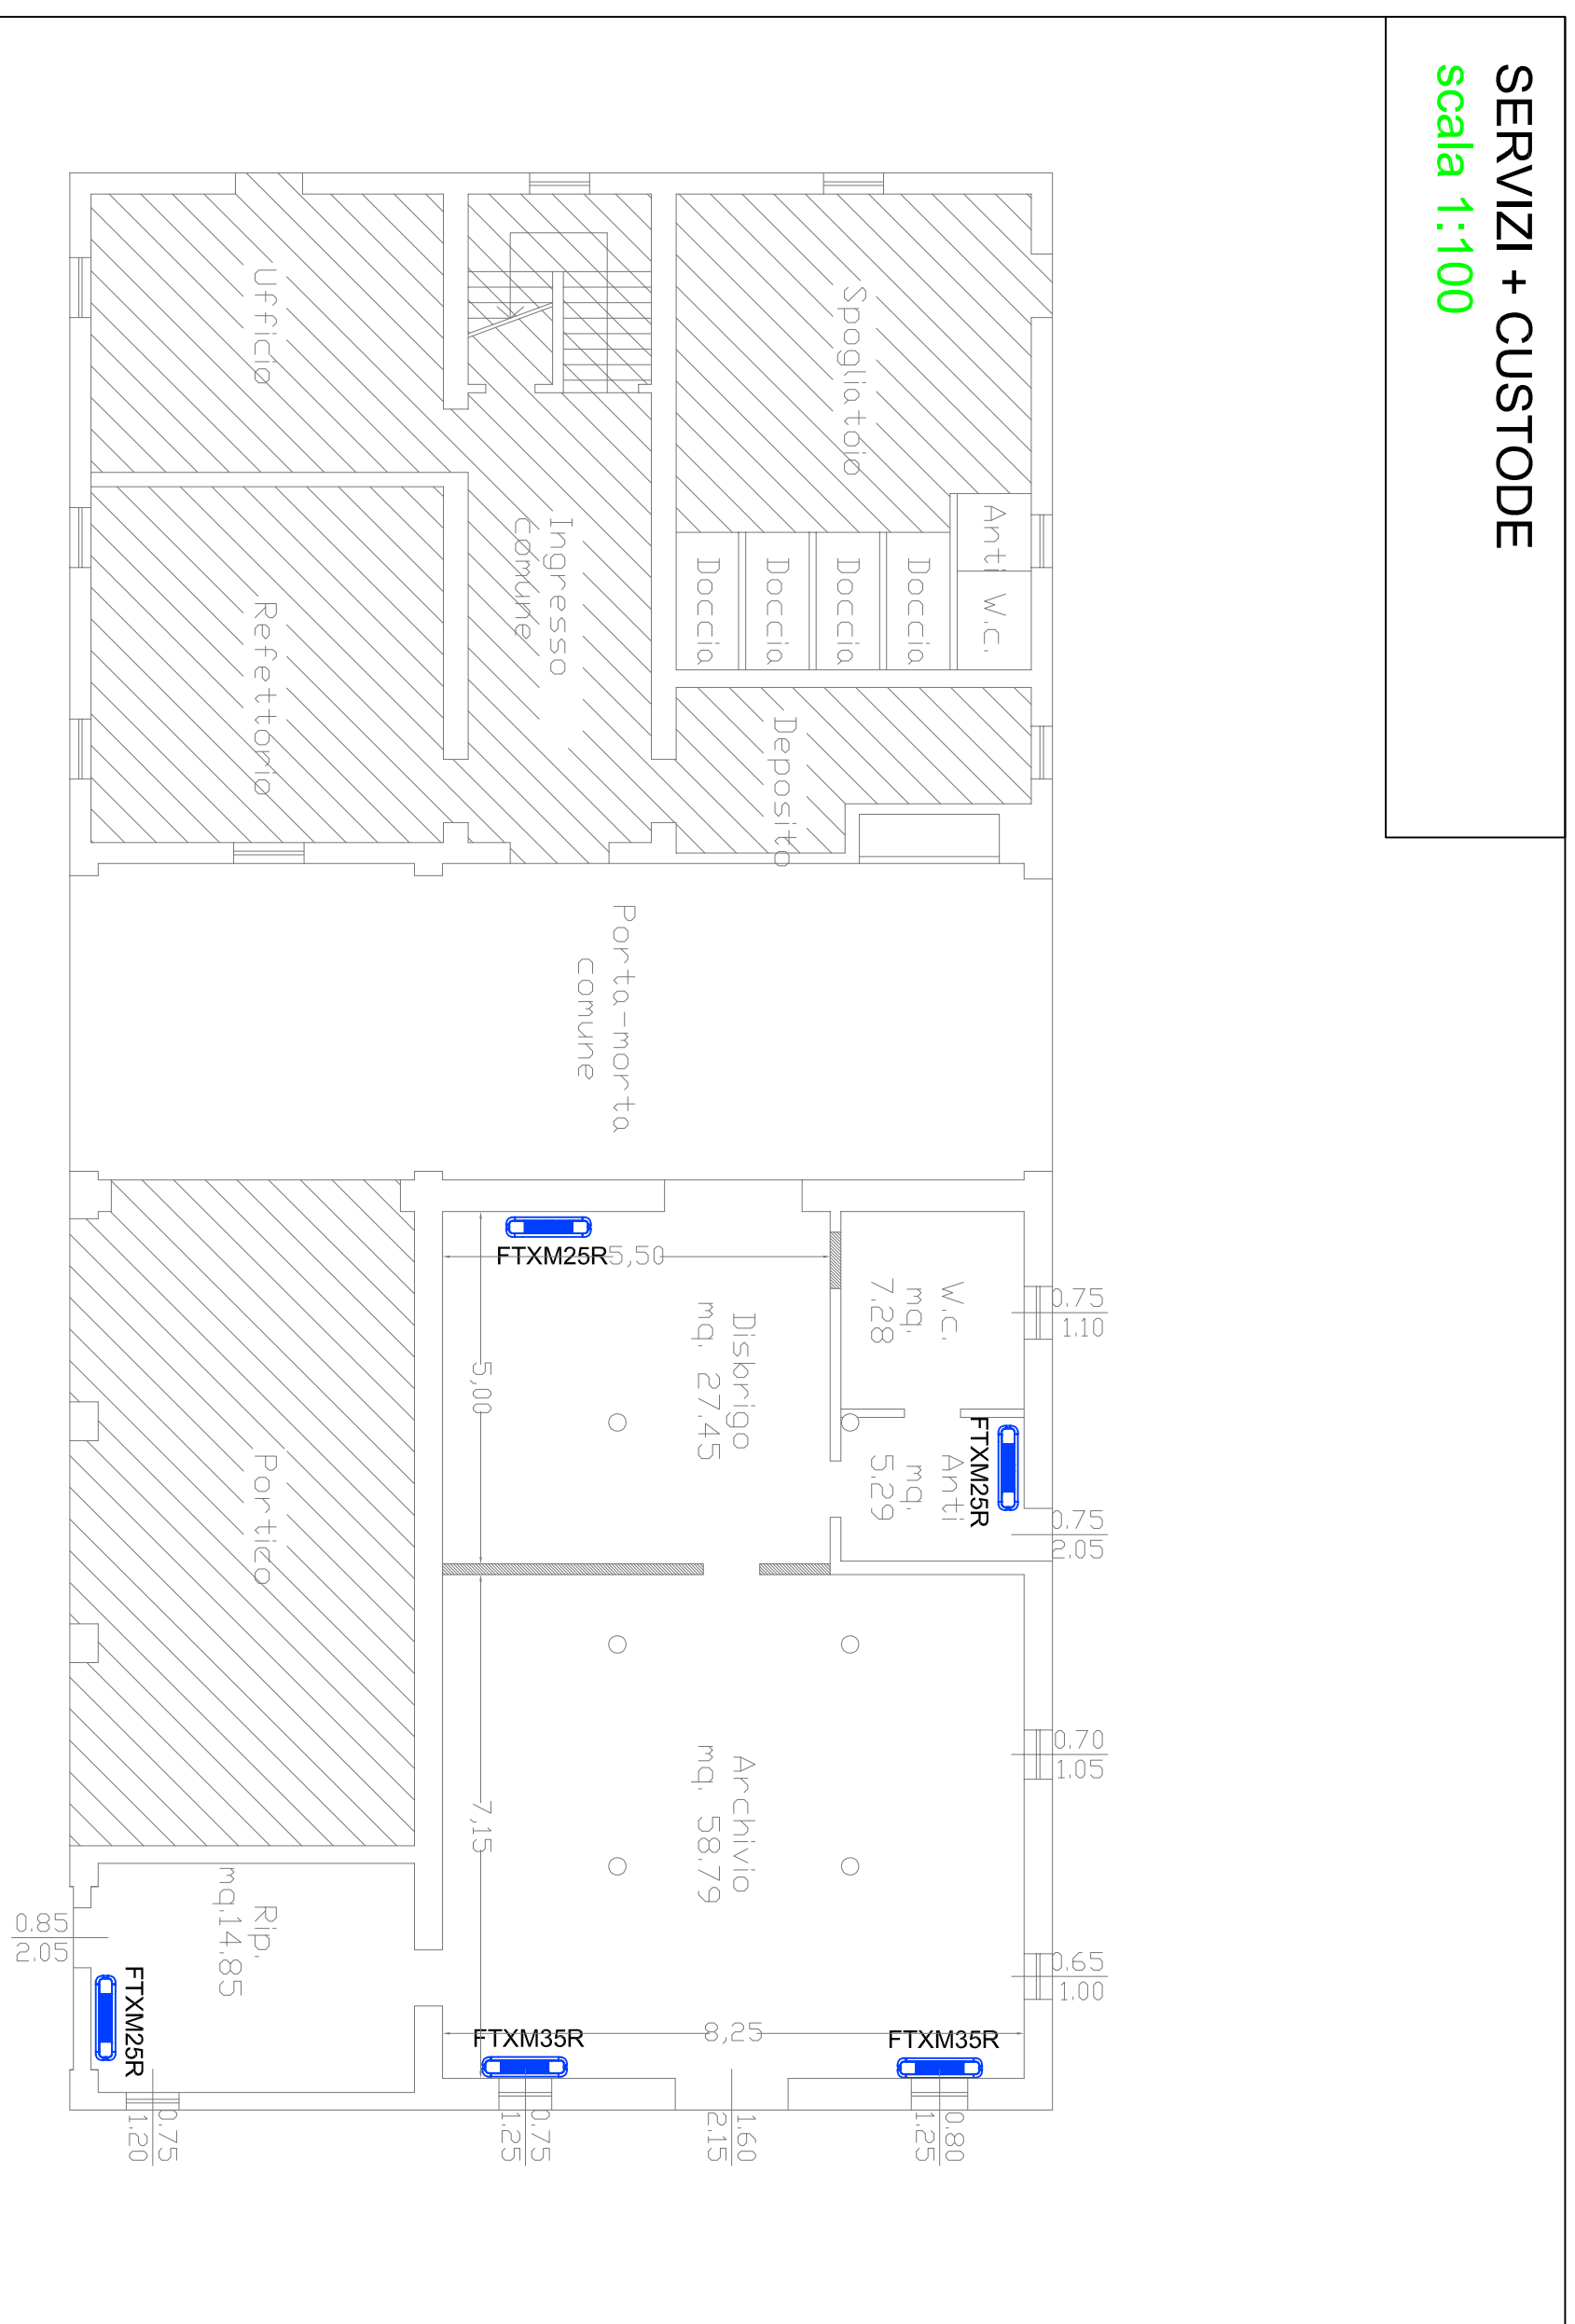 SERVIZI + CUSTODE
scala 1:100
Spogliatoio
Anti
W.c.
Doccia
Doccia
Doccia
Doccia
Deposito
Ingresso
comune
Ufficio
Refettorio
Porta-morta
comune
W.c.
mq.
7.28
Anti
mq.
5.29
FTXM25R
0.75
1.10
0.75
2.05
FTXM25R
5,50
5,00
Disbrigo
mq. 27.45
Portico
Archivio
mq. 58.79
7,15
8,25
0.70
1.05
0.65
1.00
Rip.
mq.14.85
0.85
2.05
FTXM25R
FTXM35R
FTXM35R
0.75
1.20
0.75
1.25
1.60
2.15
0.80
1.25